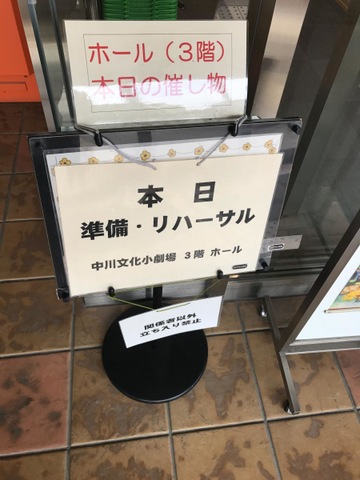 ホール（３階）
本日の催し物
本 日
準備・リハーサル
中川文化小劇場 ３階 ホール
関係者以外
立ち入り禁止